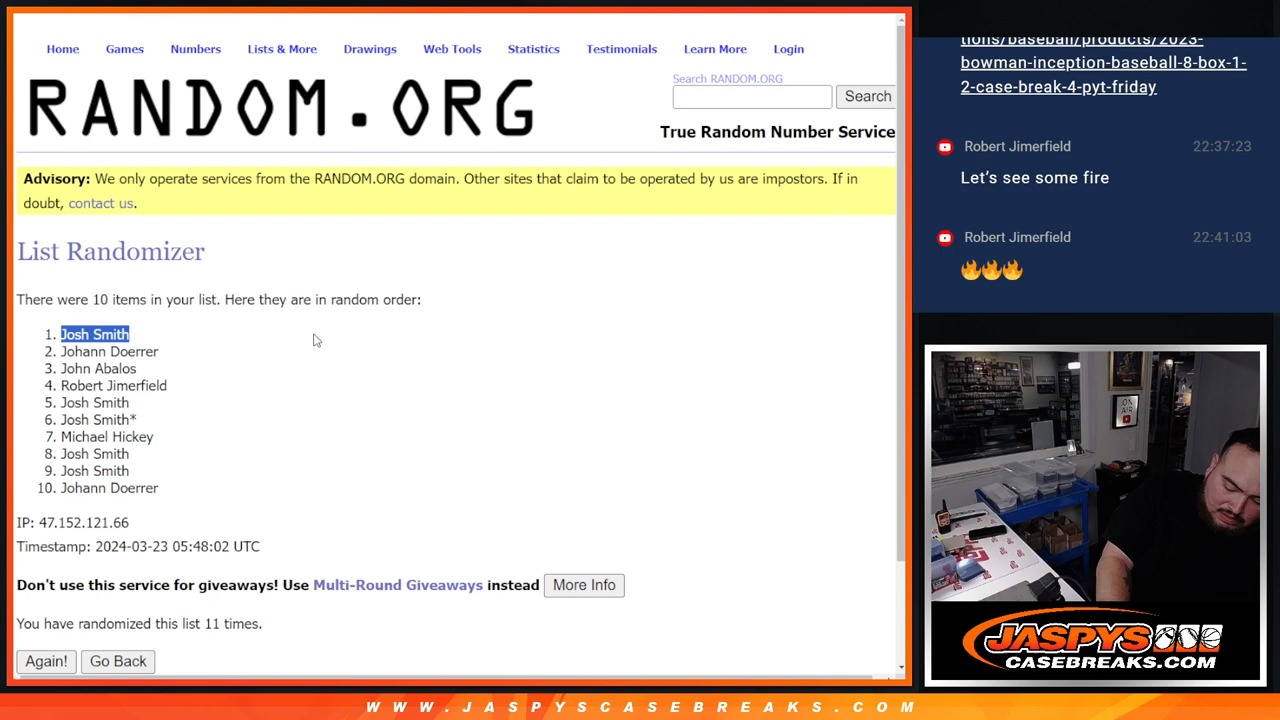 Home Games Numbers Lists & More Drawings Web Tools Statistics Testimonials Learn More Login
RANDOM.ORG
Search RANDOM.ORG
Search
True Random Number Service
Advisory: We only operate services from the RANDOM.ORG domain. Other sites that claim to be operated by us are impostors. If in
doubt, contact us.
List Randomizer
There were 10 items in your list. Here they are in random order:
1. Josh Smith
2. Johann Doerrer
3. John Abalos
4. Robert Jimerfield
5. Josh Smith
6. Josh Smith*
7. Michael Hickey
8. Josh Smith
9. Josh Smith
10. Johann Doerrer
IP: 47.152.121.66
Timestamp: 2024-03-23 05:48:02 UTC
Don't use this service for giveaways! Use Multi-Round Giveaways instead More Info
You have randomized this list 11 times.
Again! Go Back
tions/baseball/products/2023-
bowman-inception-baseball-8-box-1-
2-case-break-4-pyt-friday
Robert Jimerfield 22:37:23
Let's see some fire
Robert Jimerfield 22:41:03
🔥🔥🔥
ON
AIR
JASPYS
CASEBREAKS.COM
WWW.JASPYSCASEBREAKS.COM